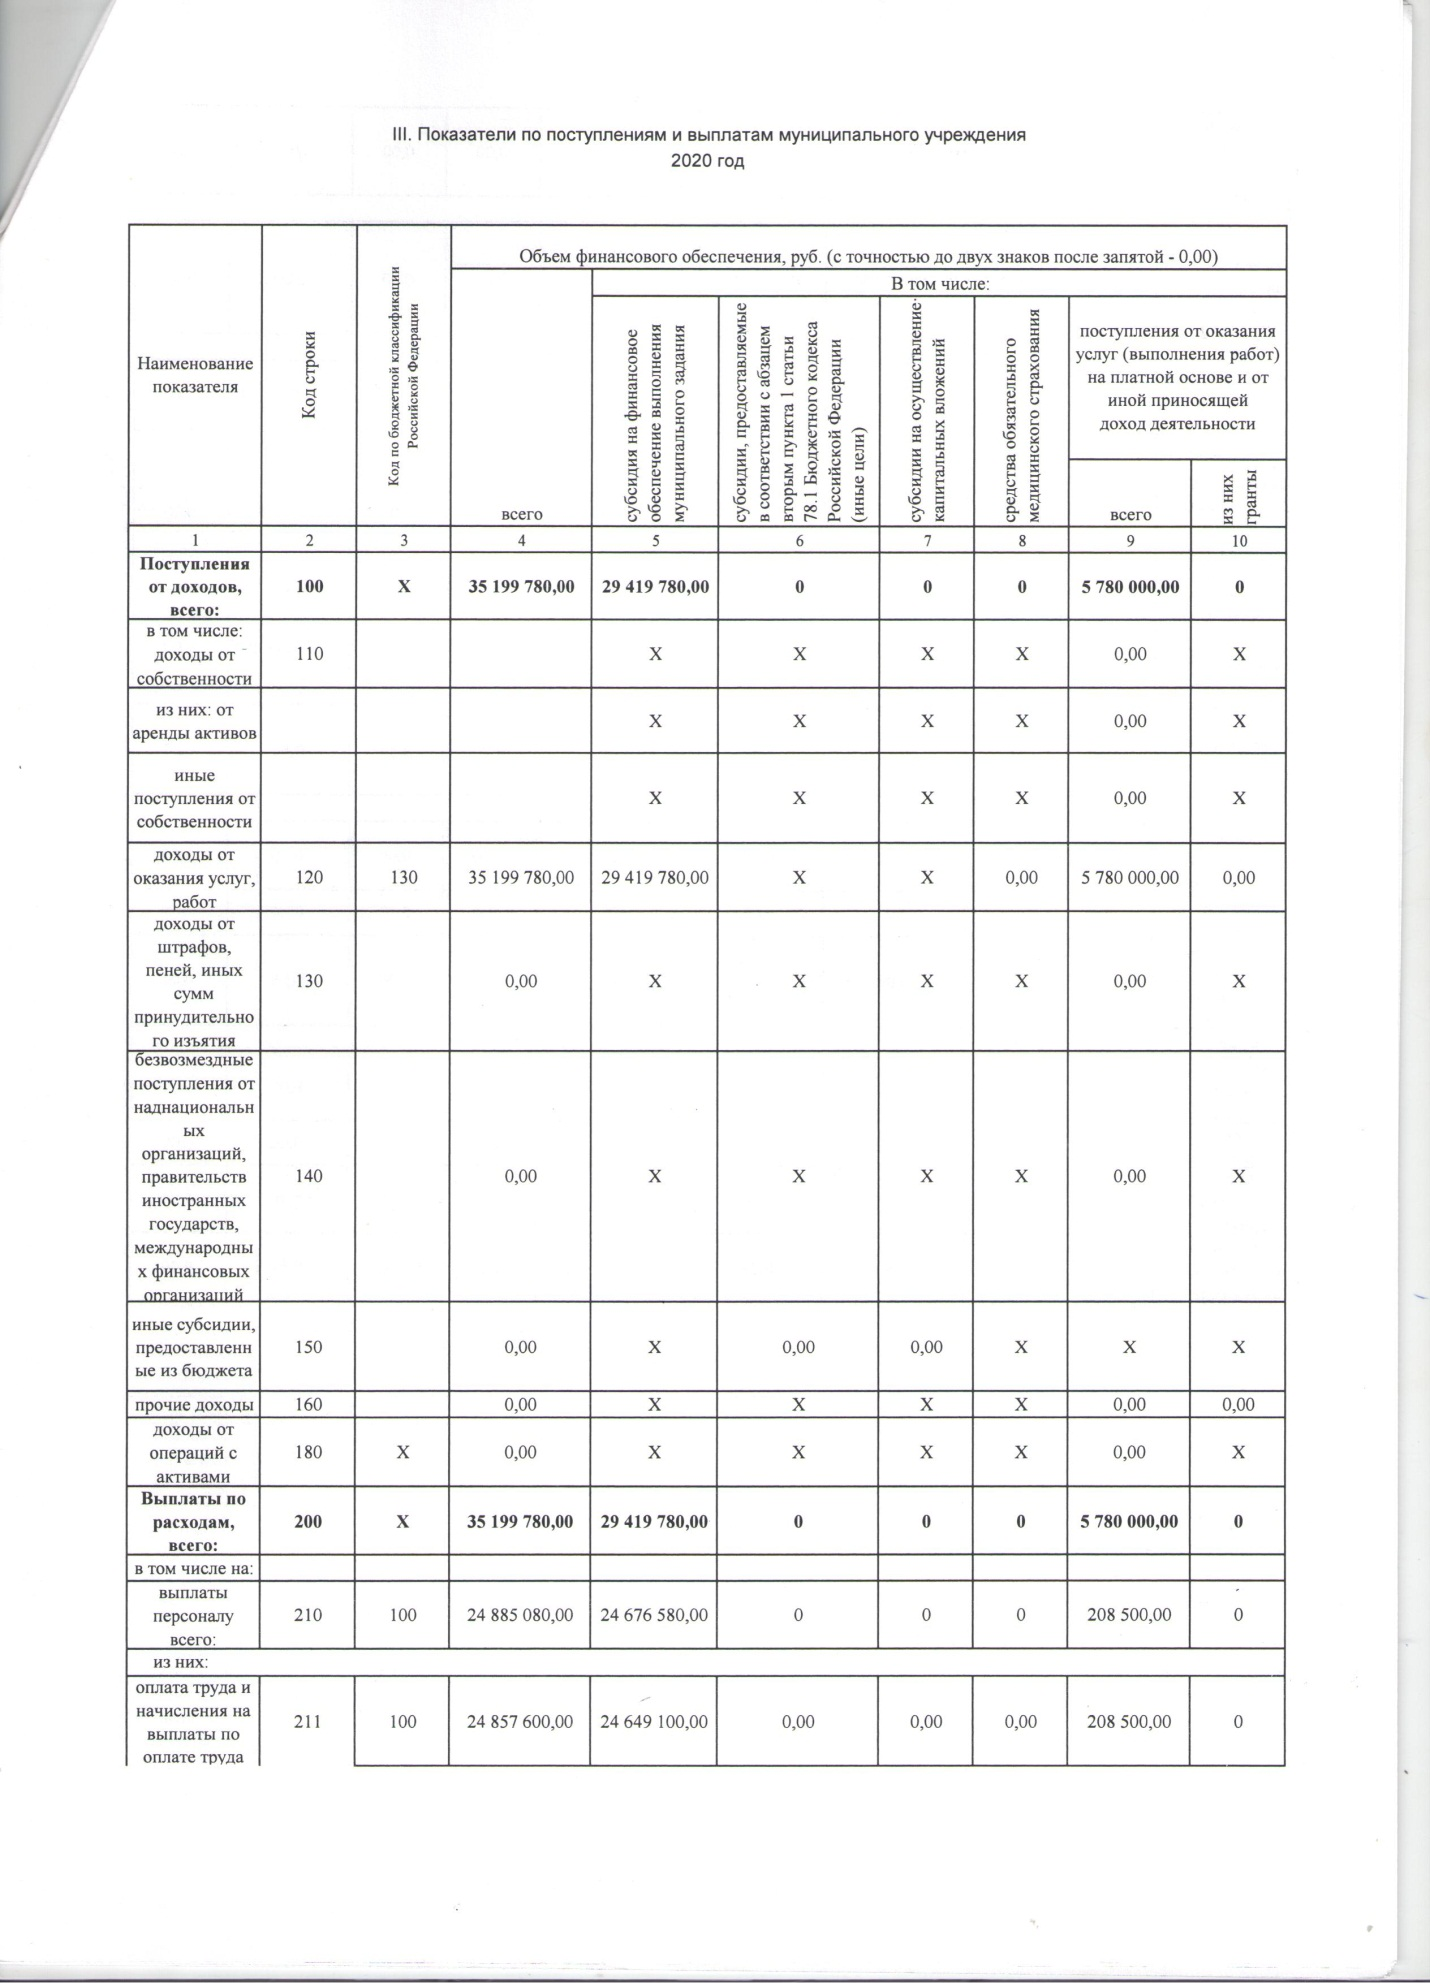 III. Показатели по поступлениям и выплатам муниципального учреждения
2020 год
Наименование
показателя
Код строки
Код по бюджетной классификации
Российской Федерации
Объем финансового обеспечения, руб. (с точностью до двух знаков после запятой - 0,00)
всего
В том числе:
субсидия на финансовое
обеспечение выполнения
муниципального задания
субсидии, предоставляемые
в соответствии с абзацем
вторым пункта 1 статьи
78.1 Бюджетного кодекса
Российской Федерации
(иные цели)
субсидии на осуществление
капитальных вложений
средства обязательного
медицинского страхования
поступления от оказания
услуг (выполнения работ)
на платной основе и от
иной приносящей
доход деятельности
всего
из них
гранты
1 2 3 4 5 6 7 8 9 10
Поступления
от доходов,
всего:
100 X 35 199 780,00 29 419 780,00 0 0 0 5 780 000,00 0
в том числе:
доходы от
собственности
110 X X X X 0,00 X
из них: от
аренды активов
X X X X 0,00 X
иные
поступления от
собственности
X X X X 0,00 X
доходы от
оказания услуг,
работ
120 130 35 199 780,00 29 419 780,00 X X 0,00 5 780 000,00 0,00
доходы от
штрафов,
пеней, иных
сумм
принудительно
го изъятия
130 0,00 X X X X 0,00 X
безвозмездные
поступления от
наднациональн
ых
организаций,
правительств
иностранных
государств,
международны
х финансовых
организаций
140 0,00 X X X X 0,00 X
иные субсидии,
предоставленн
ые из бюджета
150 0,00 X 0,00 0,00 X X X
прочие доходы 160 0,00 X X X X 0,00 0,00
доходы от
операций с
активами
180 X 0,00 X X X X 0,00 X
Выплаты по
расходам,
всего:
200 X 35 199 780,00 29 419 780,00 0 0 0 5 780 000,00 0
в том числе на:
выплаты
персоналу
всего:
210 100 24 885 080,00 24 676 580,00 0 0 0 208 500,00 0
из них:
оплата труда и
начисления на
выплаты по
оплате труда
211 100 24 857 600,00 24 649 100,00 0,00 0,00 0,00 208 500,00 0